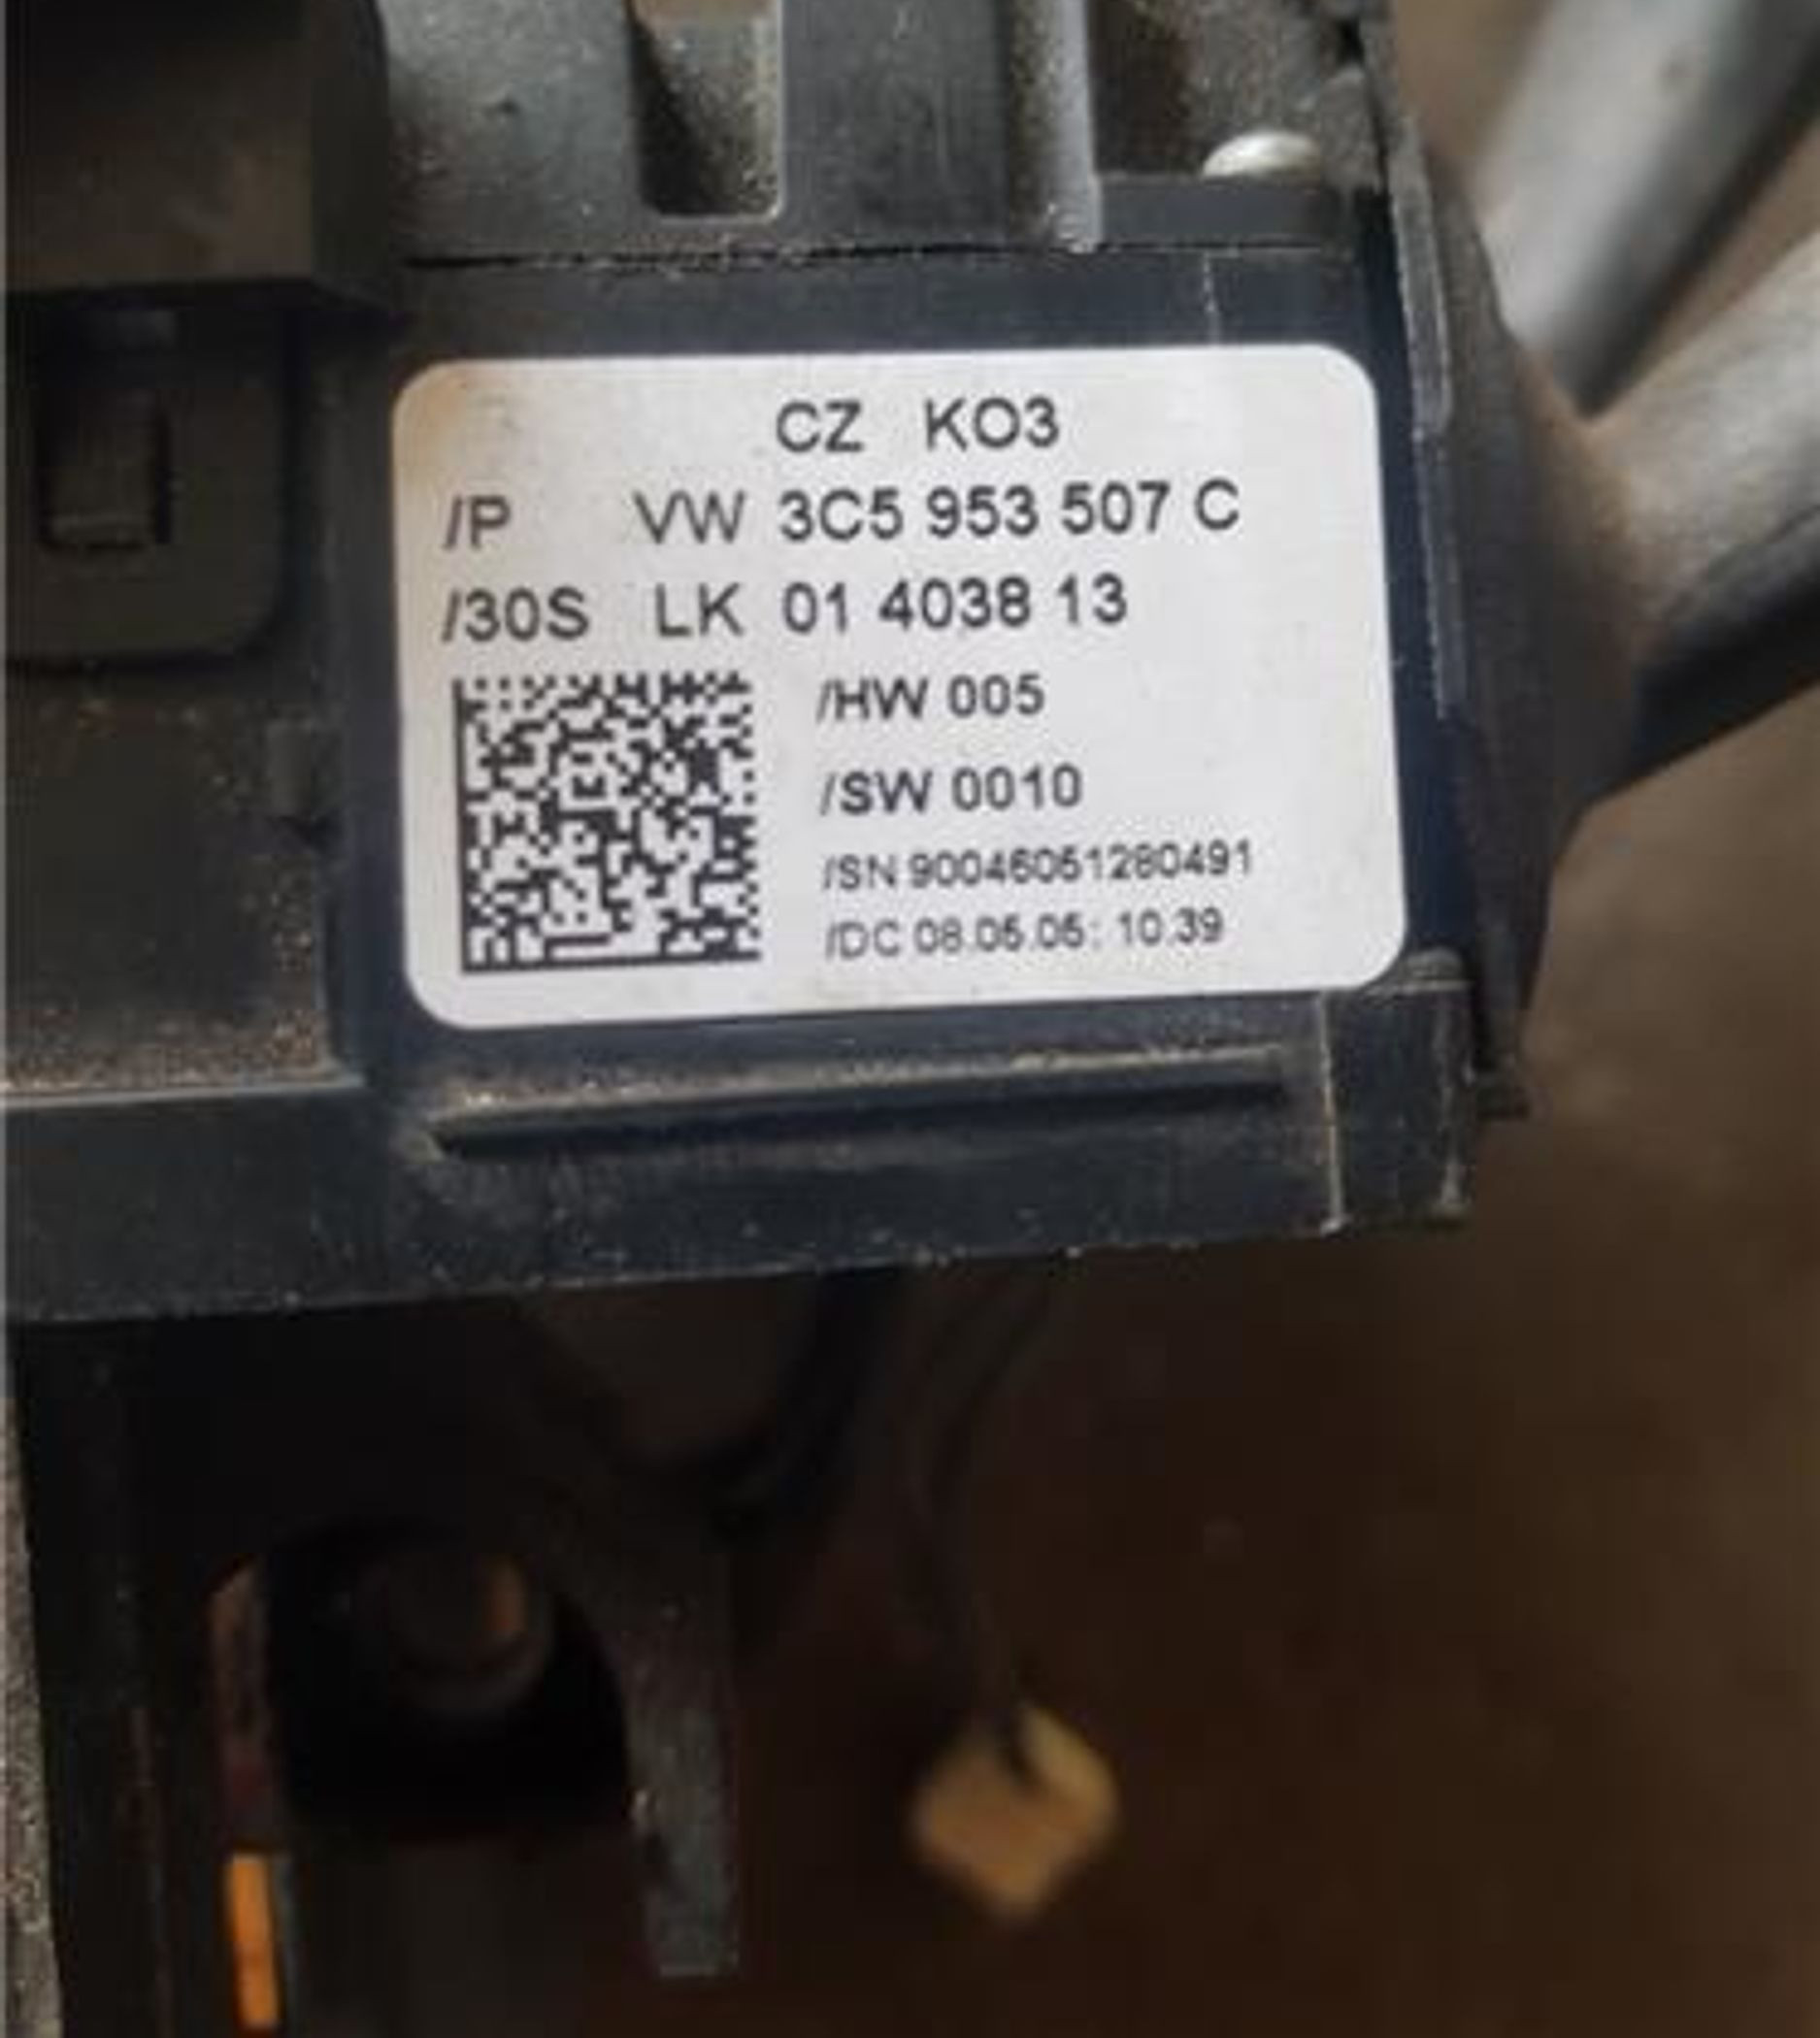 CZ KO3
/P VW 3C5 953 507 C
/30S LK 01 4038 13
/HW 005
/SW 0010
/SN 90046051280491
/DC 08.05.05: 10.39